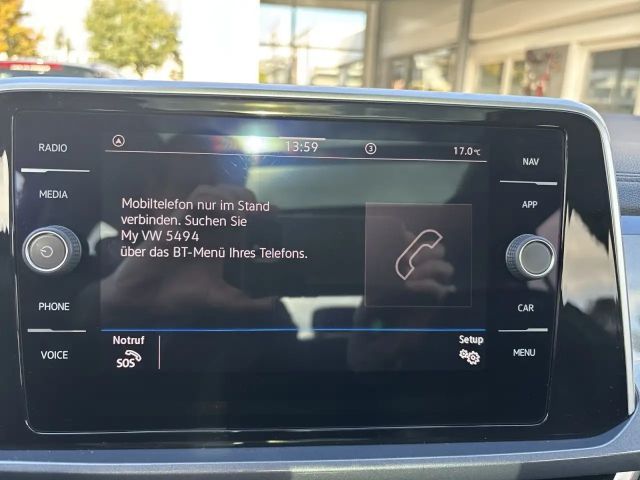 RADIO
MEDIA
PHONE
VOICE
13:59
3
17.0°C
Mobiltelefon nur im Stand
verbinden. Suchen Sie
My VW 5494
über das BT-Menü Ihres Telefons.
Notruf
SOS
Setup
NAV
APP
CAR
MENU